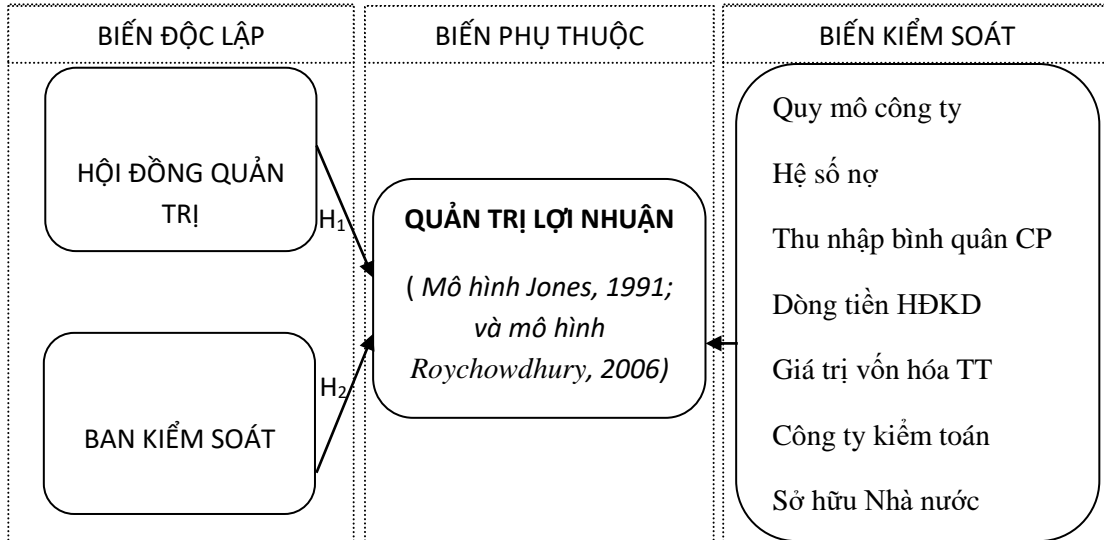 BIẾN ĐỘC LẬP
HỘI ĐỒNG QUẢN
TRỊ
H₁
BAN KIỂM SOÁT
H₂
BIẾN PHỤ THUỘC
QUẢN TRỊ LỢI NHUẬN
( Mô hình Jones, 1991;
và mô hình
Roychowdhury, 2006)
BIẾN KIỂM SOÁT
Quy mô công ty
Hệ số nợ
Thu nhập bình quân CP
Dòng tiền HĐKD
Giá trị vốn hóa TT
Công ty kiểm toán
Sở hữu Nhà nước